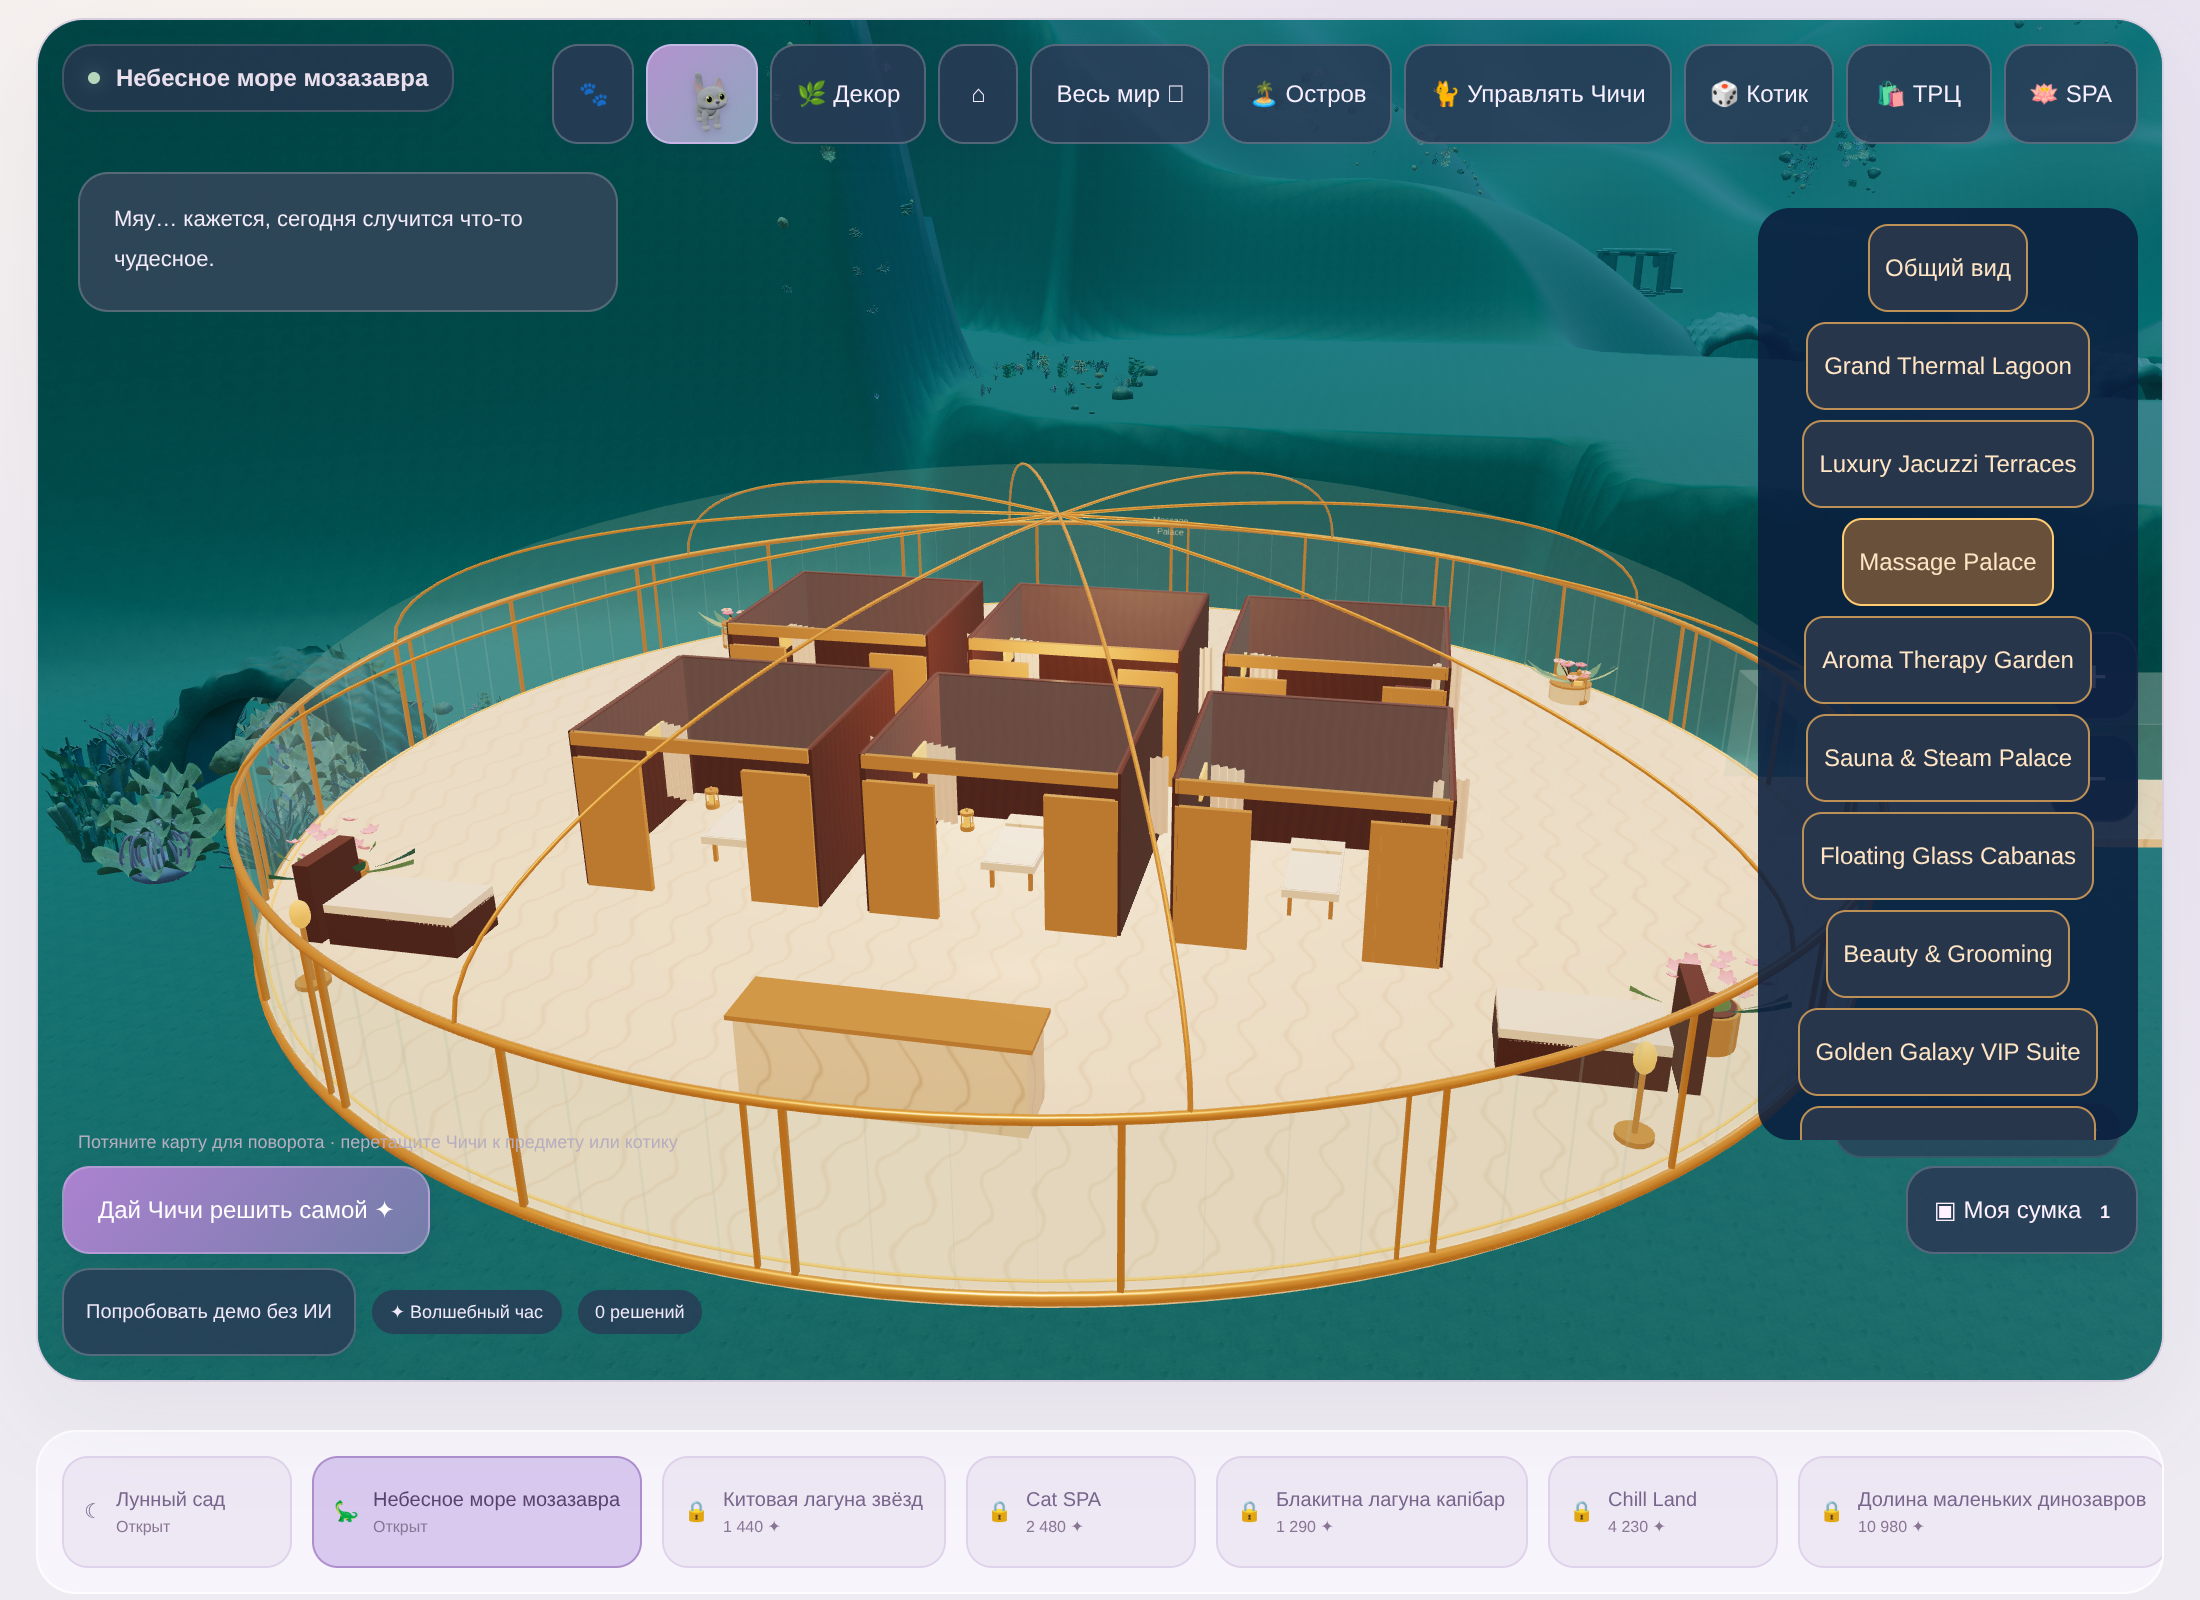 Небесное море мозазавра
🌿 Декор
⌂
Весь мир
🏝️ Остров
🐈 Управлять Чичи
🎲 Котик
🛍️ ТРЦ
🪷 SPA
Мяу… кажется, сегодня случится что-то
чудесное.
Общий вид
Grand Thermal Lagoon
Luxury Jacuzzi Terraces
Massage Palace
Aroma Therapy Garden
Sauna & Steam Palace
Floating Glass Cabanas
Beauty & Grooming
Golden Galaxy VIP Suite
Massage
Palace
Потяните карту для поворота · перетащите Чичи к предмету или котику
Дай Чичи решить самой ✦
▣ Моя сумка 1
Попробовать демо без ИИ
✦ Волшебный час
0 решений
Лунный сад
Открыт
Небесное море мозазавра
Открыт
Китовая лагуна звёзд
1 440 ✦
Cat SPA
2 480 ✦
Блакитна лагуна капібар
1 290 ✦
Chill Land
4 230 ✦
Долина маленьких динозавров
10 980 ✦